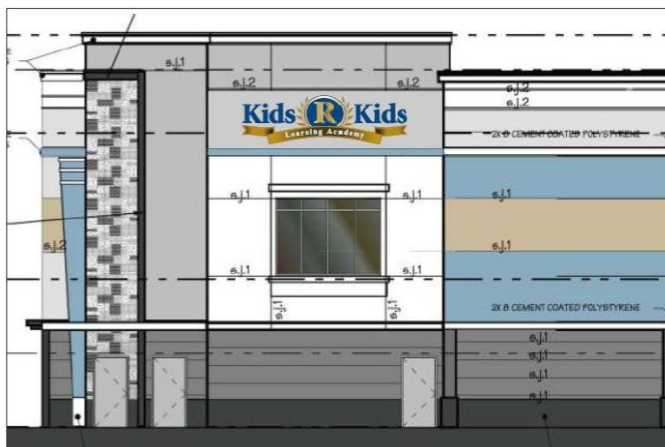 s.j.1
s.j.2 s.j.2
s.j.2
s.j.2
Kids R Kids
Learning Academy
2X 8 CEMENT COATED POLYSTYRENE
s.j.1 s.j.1 s.j.1
s.j.2 s.j.1
s.j.1 s.j.1
s.j.1 s.j.1
2X 8 CEMENT COATED POLYSTYRENE
s.j.1
s.j.1
s.j.1
s.j.1